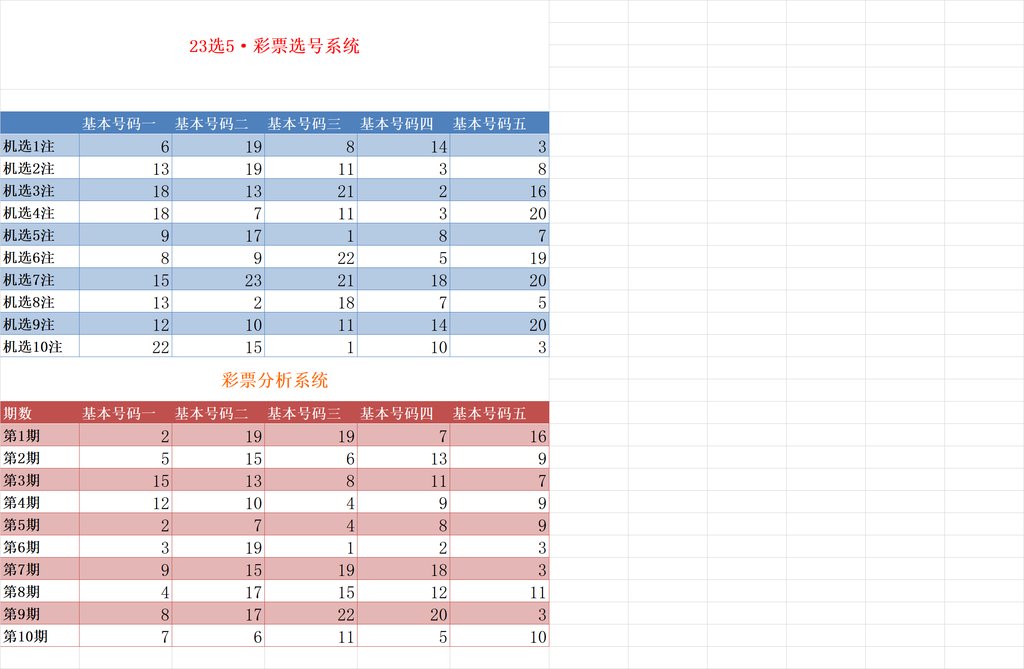 23选5·彩票选号系统
基本号码一 基本号码二 基本号码三 基本号码四 基本号码五
机选1注 6 19 8 14 3
机选2注 13 19 11 3 8
机选3注 18 13 21 2 16
机选4注 18 7 11 3 20
机选5注 9 17 1 8 7
机选6注 8 9 22 5 19
机选7注 15 23 21 18 20
机选8注 13 2 18 7 5
机选9注 12 10 11 14 20
机选10注 22 15 1 10 3
彩票分析系统
期数 基本号码一 基本号码二 基本号码三 基本号码四 基本号码五
第1期 2 19 19 7 16
第2期 5 15 6 13 9
第3期 15 13 8 11 7
第4期 12 10 4 9 9
第5期 2 7 4 8 9
第6期 3 19 1 2 3
第7期 9 15 19 18 3
第8期 4 17 15 12 11
第9期 8 17 22 20 3
第10期 7 6 11 5 10